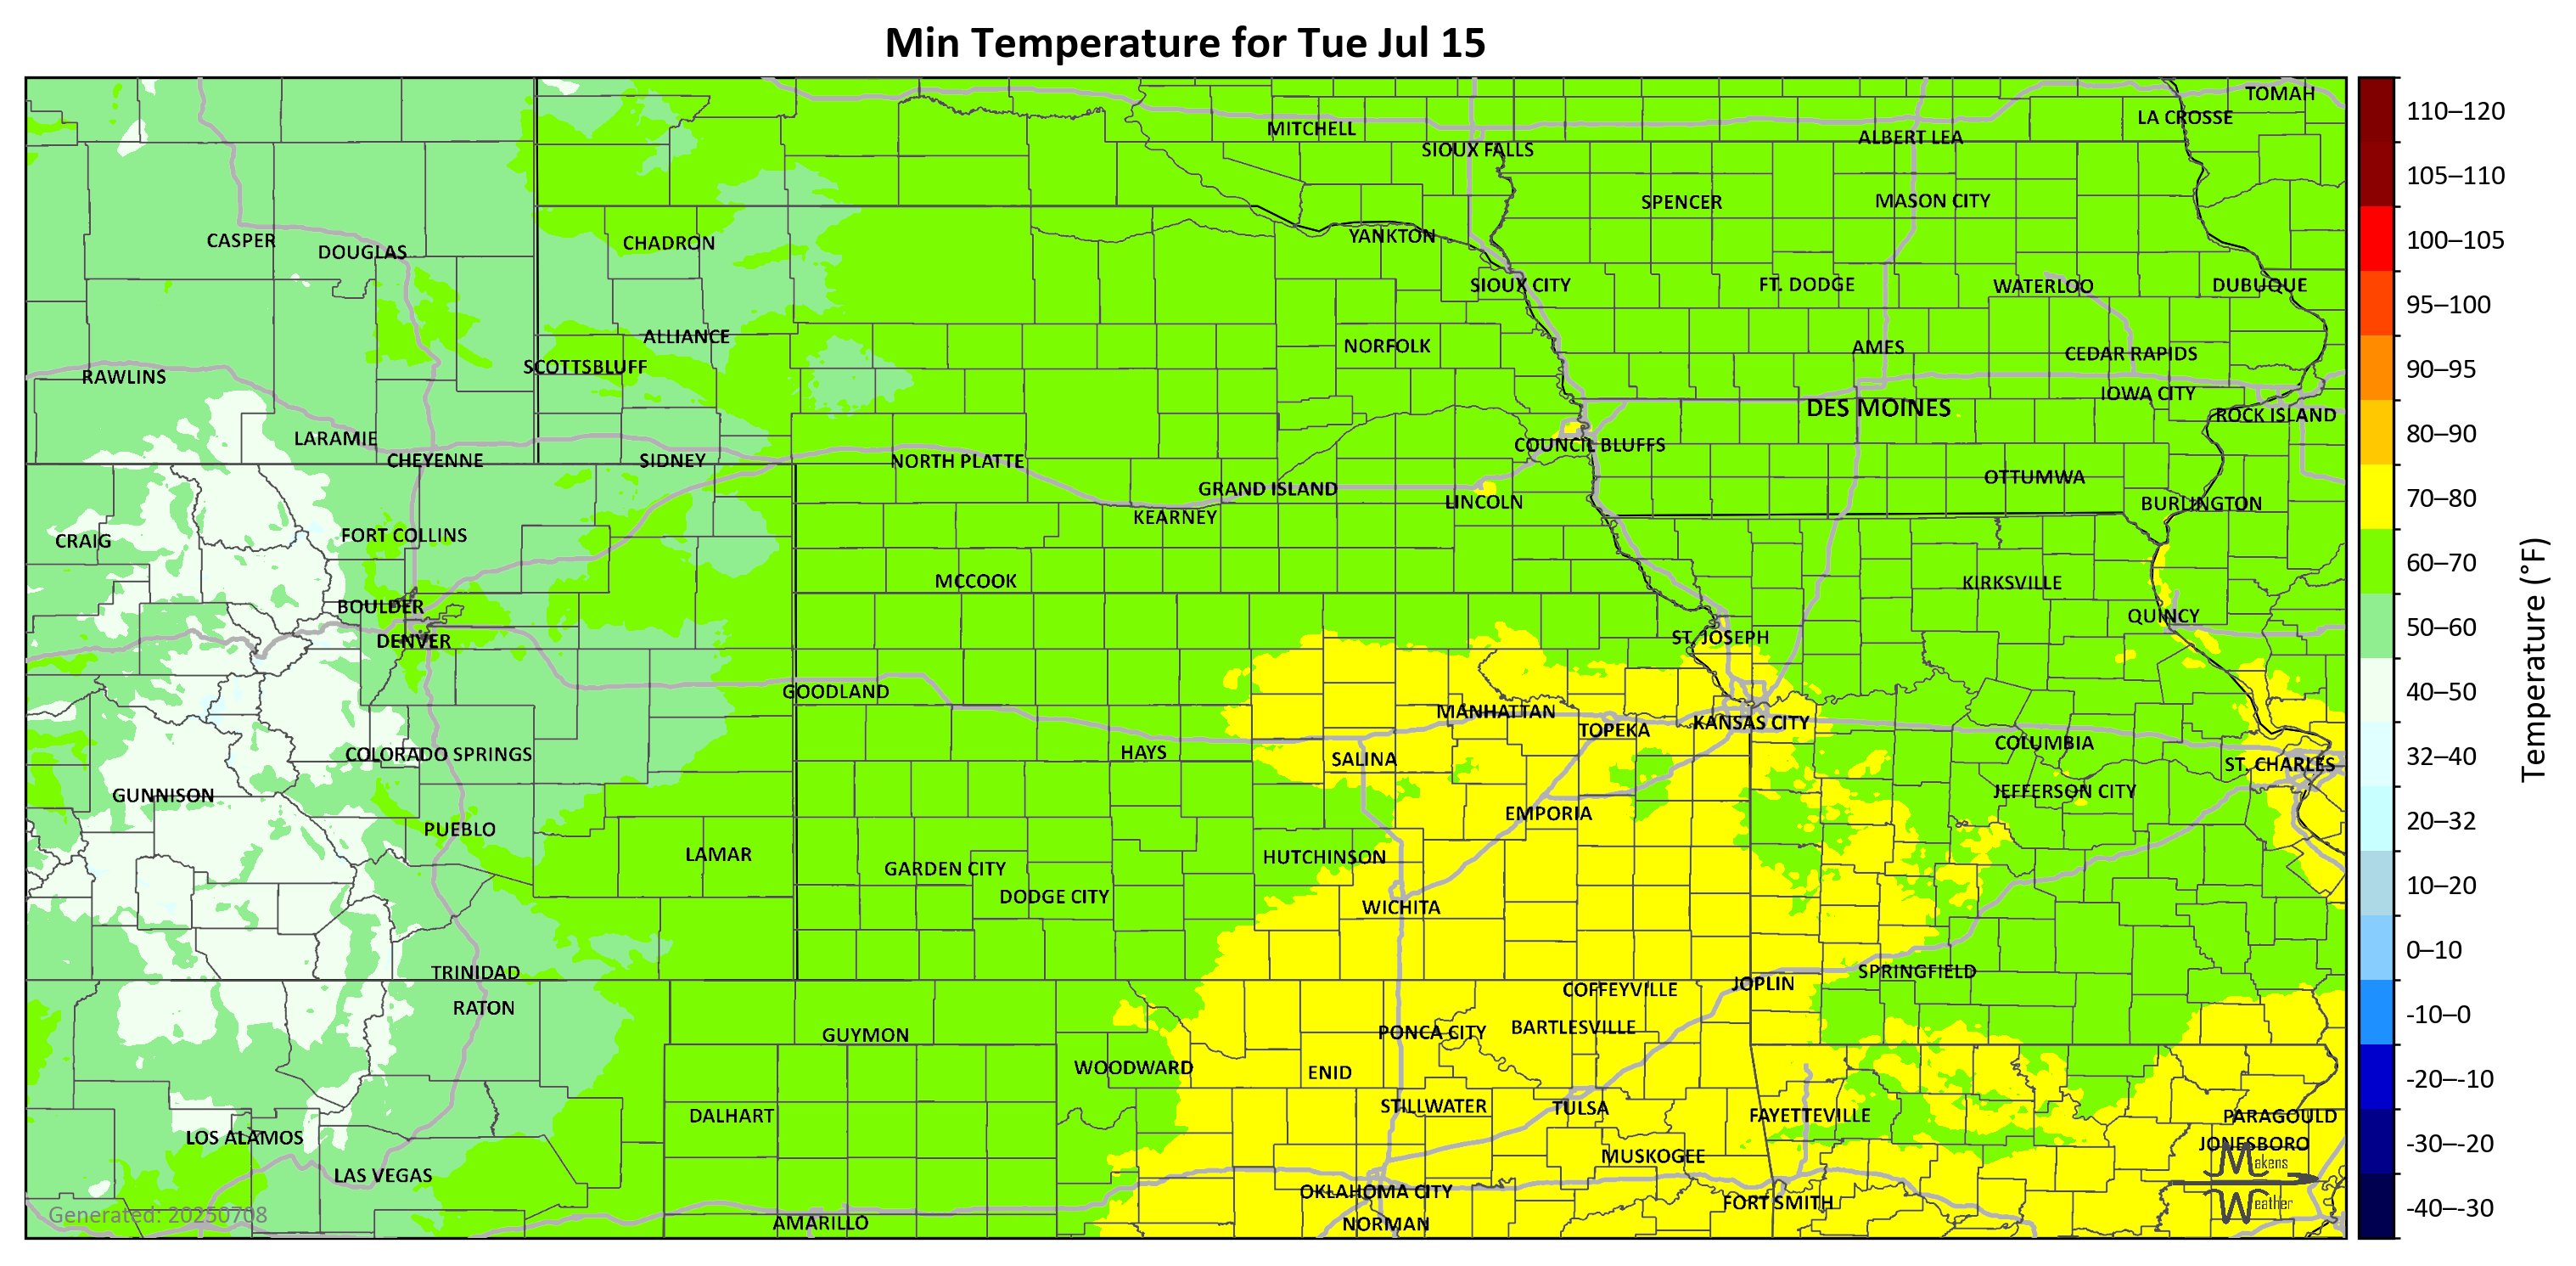 Min Temperature for Tue Jul 15
TOMAH
LA CROSSE
MITCHELL
ALBERT LEA
SIOUX FALLS
SPENCER
MASON CITY
YANKTON
CASPER
CHADRON
DOUGLAS
SIOUX CITY
FT. DODGE
WATERLOO
DUBUQUE
ALLIANCE
NORFOLK
AMES
CEDAR RAPIDS
SCOTTSBLUFF
RAWLINS
IOWA CITY
DES MOINES
ROCK ISLAND
LARAMIE
COUNCIL BLUFFS
CHEYENNE
SIDNEY
NORTH PLATTE
OTTUMWA
GRAND ISLAND
LINCOLN
BURLINGTON
KEARNEY
FORT COLLINS
CRAIG
MCCOOK
KIRKSVILLE
BOULDER
QUINCY
DENVER
ST. JOSEPH
GOODLAND
MANHATTAN
KANSAS CITY
TOPEKA
COLUMBIA
COLORADO SPRINGS
HAYS
SALINA
ST. CHARLES
GUNNISON
JEFFERSON CITY
EMPORIA
PUEBLO
LAMAR
HUTCHINSON
GARDEN CITY
DODGE CITY
WICHITA
TRINIDAD
SPRINGFIELD
JOPLIN
COFFEYVILLE
RATON
BARTLESVILLE
PONCA CITY
GUYMON
WOODWARD
ENID
STILLWATER
TULSA
DALHART
FAYETTEVILLE
PARAGOULD
LOS ALAMOS
JONESBORO
MUSKOGEE
LAS VEGAS
OKLAHOMA CITY
FORT SMITH
AMARILLO
NORMAN
Generated: 20250708
Makens
Weather
110–120
105–110
100–105
95–100
90–95
80–90
70–80
60–70
50–60
40–50
32–40
20–32
10–20
0–10
-10–0
-20–-10
-30–-20
-40–-30
Temperature (°F)